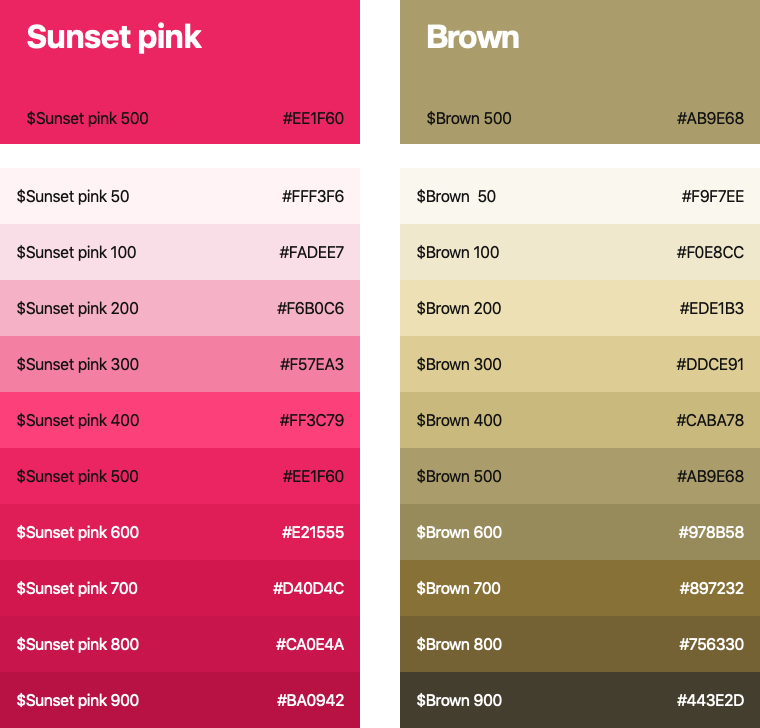 Sunset pink
$Sunset pink 500 #EE1F60
$Sunset pink 50 #FFF3F6
$Sunset pink 100 #FADEE7
$Sunset pink 200 #F6B0C6
$Sunset pink 300 #F57EA3
$Sunset pink 400 #FF3C79
$Sunset pink 500 #EE1F60
$Sunset pink 600 #E21555
$Sunset pink 700 #D40D4C
$Sunset pink 800 #CA0E4A
$Sunset pink 900 #BA0942
Brown
$Brown 500 #AB9E68
$Brown  50 #F9F7EE
$Brown 100 #F0E8CC
$Brown 200 #EDE1B3
$Brown 300 #DDCE91
$Brown 400 #CABA78
$Brown 500 #AB9E68
$Brown 600 #978B58
$Brown 700 #897232
$Brown 800 #756330
$Brown 900 #443E2D